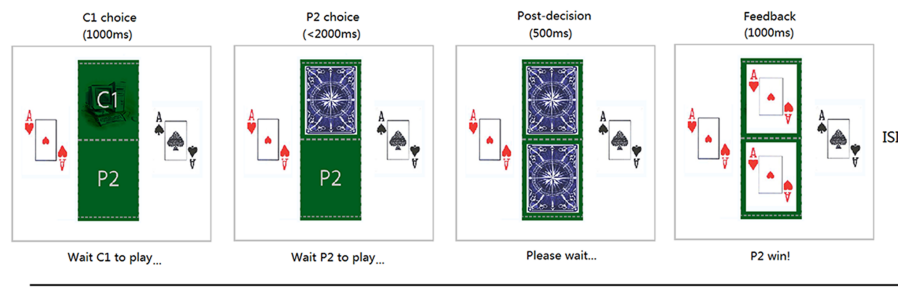 C1 choice
(1000ms)
P2 choice
(<2000ms)
Post-decision
(500ms)
Feedback
(1000ms)
A
C1
A
A
A
P2
A
A
A
A
P2
A
A
A
A
A
A
A
A
A
A
A
A
ISI
Wait C1 to play...
Wait P2 to play...
Please wait...
P2 win!